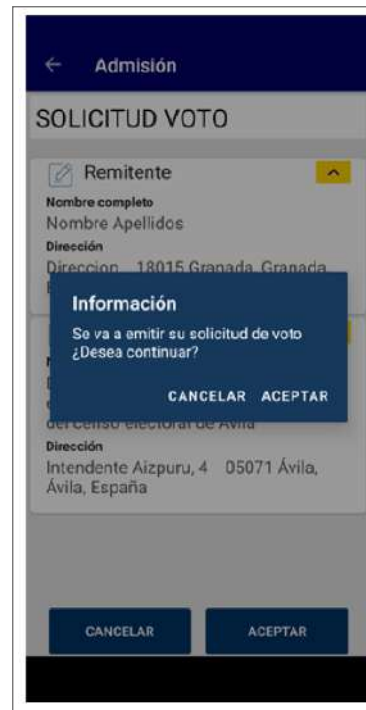 Admisión
SOLICITUD VOTO
Remitente
Nombre completo
Nombre Apellidos
Dirección
Direccion 18015 Granada, Granada,
Información
Se va a emitir su solicitud de voto
¿Desea continuar?
CANCELAR ACEPTAR
del censo electoral de Ávila
Dirección
Intendente Aizpuru, 4 05071 Ávila,
Ávila, España
CANCELAR ACEPTAR